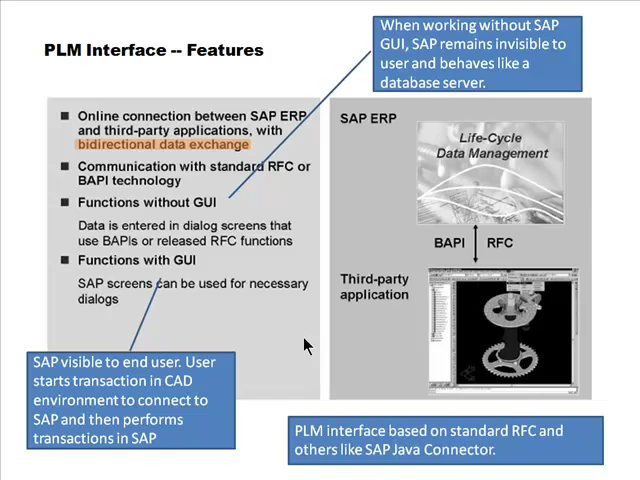 PLM Interface -- Features
When working without SAP
GUI, SAP remains invisible to
user and behaves like a
database server.
Online connection between SAP ERP
and third-party applications, with
bidirectional data exchange
Communication with standard RFC or
BAPI technology
Functions without GUI
Data is entered in dialog screens that
use BAPIs or released RFC functions
Functions with GUI
SAP screens can be used for necessary
dialogs
SAP ERP
Life-Cycle
Data Management
BAPI RFC
Third-party
application
SAP visible to end user. User
starts transaction in CAD
environment to connect to
SAP and then performs
transactions in SAP
PLM interface based on standard RFC and
others like SAP Java Connector.